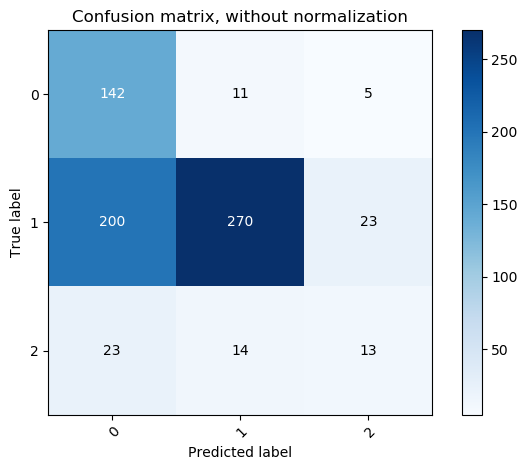 Confusion matrix, without normalization
0 142 11 5
1 200 270 23
2 23 14 13
0 1 2
True label
Predicted label
250
200
150
100
50